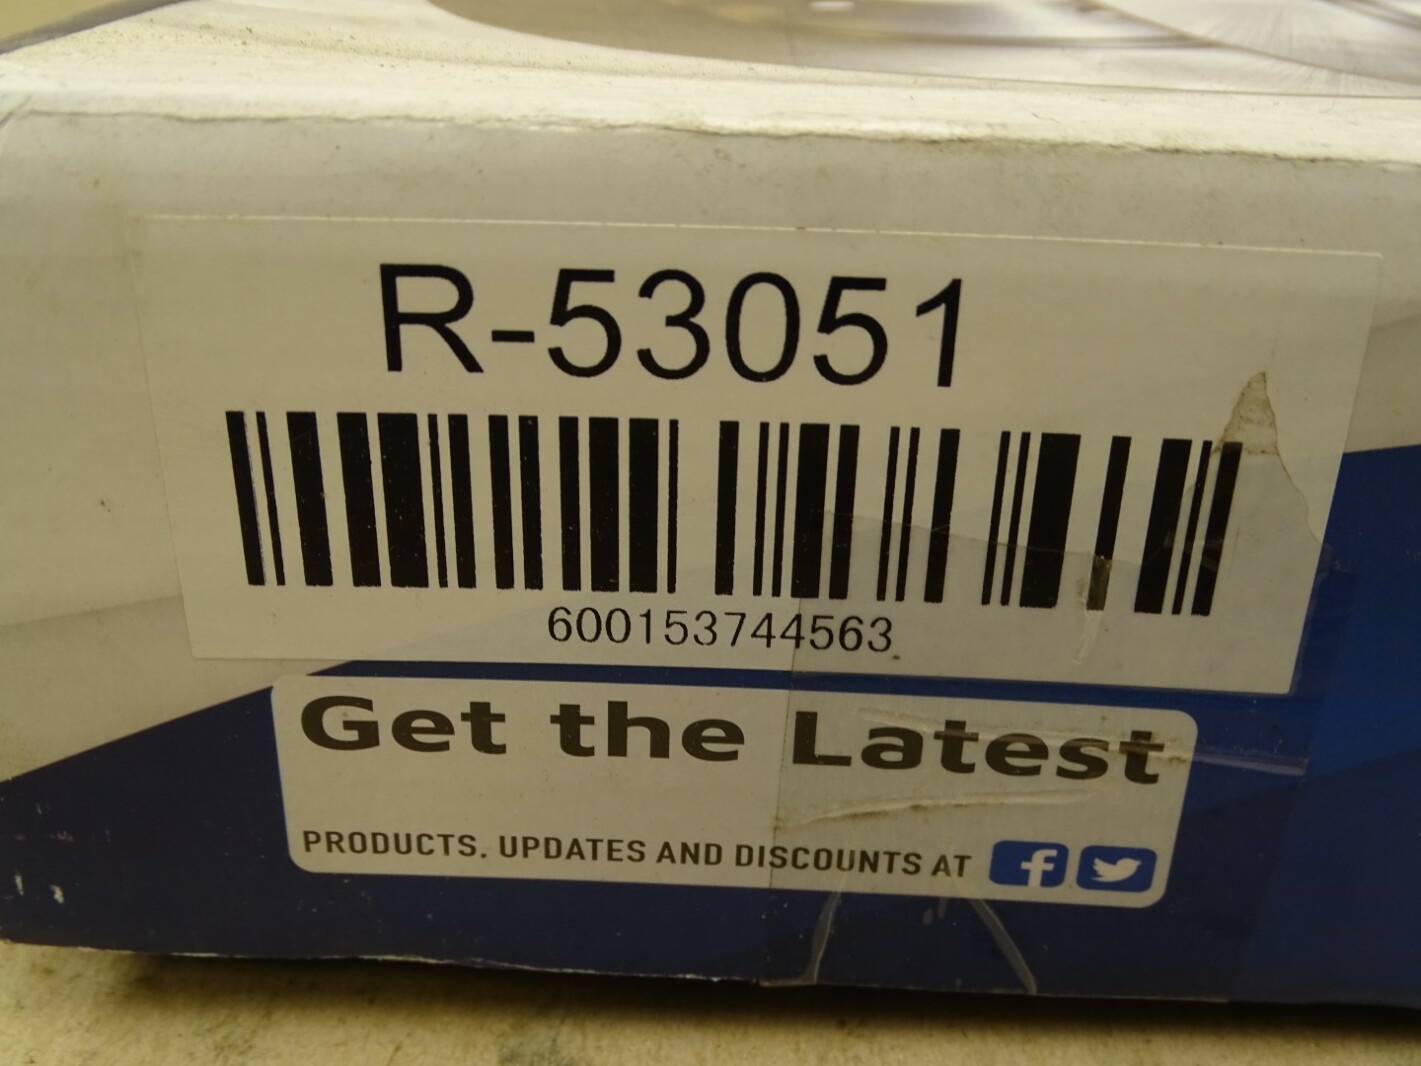 R-53051
600153744563
Get the Latest
PRODUCTS, UPDATES AND DISCOUNTS AT